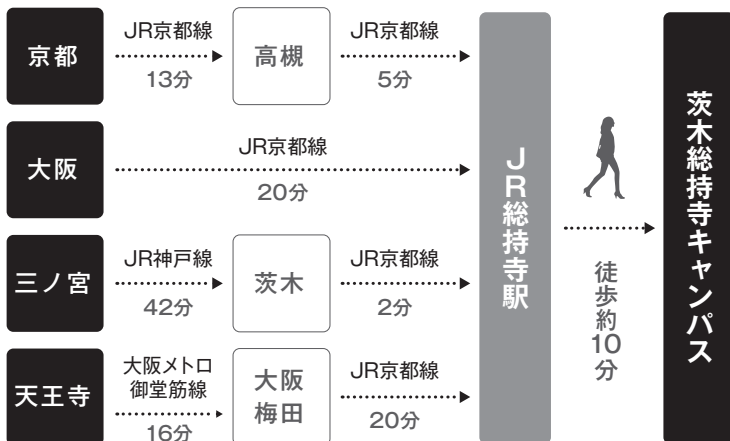 京都
JR京都線
13分
高槻
JR京都線
5分
大阪
JR京都線
20分
三ノ宮
JR神戸線
42分
茨木
JR京都線
2分
天王寺
大阪メトロ
御堂筋線
16分
大阪
梅田
JR京都線
20分
JR総持寺駅
徒歩約10分
茨木総持寺キャンパス